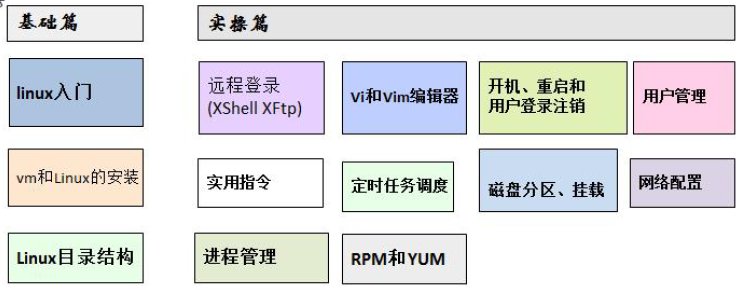 基础篇
实操篇
linux入门
远程登录
(XShell XFtp)
Vi和Vim编辑器
开机、重启和
用户登录注销
用户管理
vm和Linux的安装
实用指令
定时任务调度
磁盘分区、挂载
网络配置
Linux目录结构
进程管理
RPM和YUM